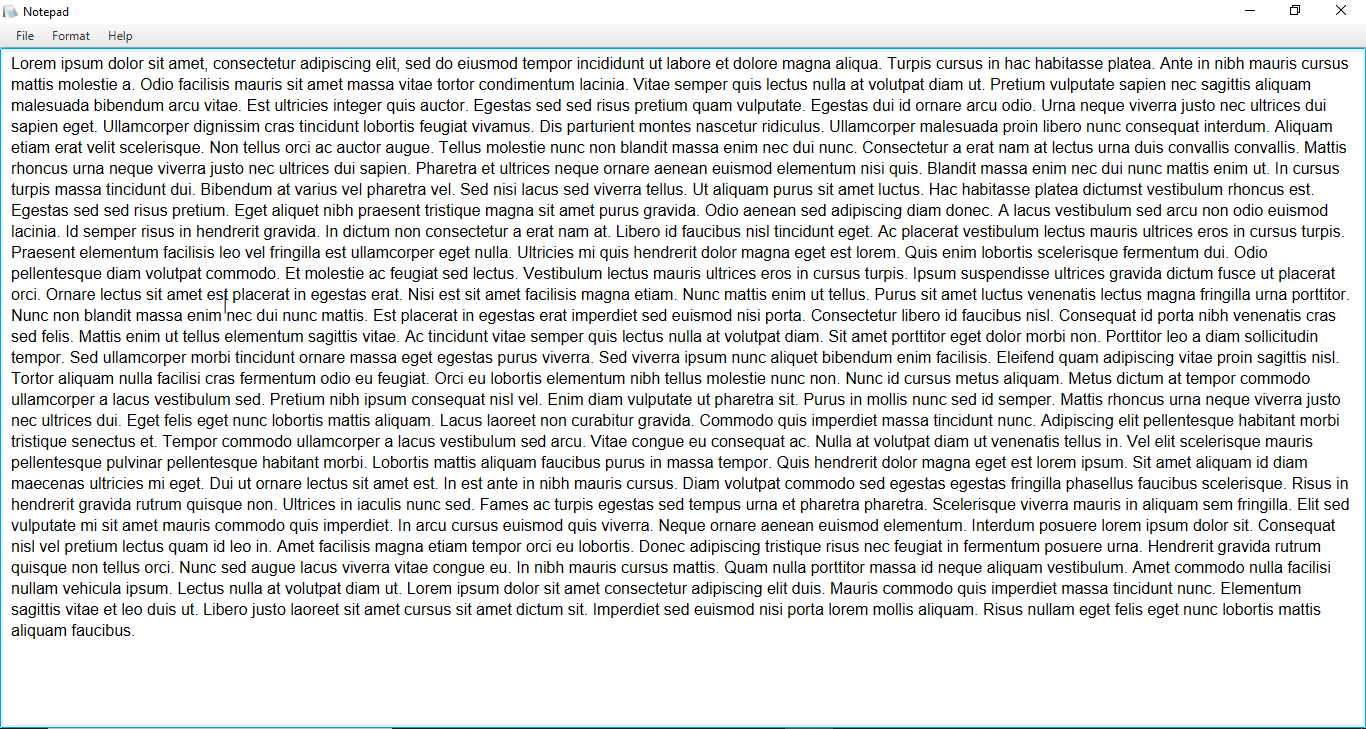 Notepad
File Format Help
Lorem ipsum dolor sit amet, consectetur adipiscing elit, sed do eiusmod tempor incididunt ut labore et dolore magna aliqua. Turpis cursus in hac habitasse platea. Ante in nibh mauris cursus
mattis molestie a. Odio facilisis mauris sit amet massa vitae tortor condimentum lacinia. Vitae semper quis lectus nulla at volutpat diam ut. Pretium vulputate sapien nec sagittis aliquam
malesuada bibendum arcu vitae. Est ultricies integer quis auctor. Egestas sed sed risus pretium quam vulputate. Egestas dui id ornare arcu odio. Urna neque viverra justo nec ultrices dui
sapien eget. Ullamcorper dignissim cras tincidunt lobortis feugiat vivamus. Dis parturient montes nascetur ridiculus. Ullamcorper malesuada proin libero nunc consequat interdum. Aliquam
etiam erat velit scelerisque. Non tellus orci ac auctor augue. Tellus molestie nunc non blandit massa enim nec dui nunc. Consectetur a erat nam at lectus urna duis convallis convallis. Mattis
rhoncus urna neque viverra justo nec ultrices dui sapien. Pharetra et ultrices neque ornare aenean euismod elementum nisi quis. Blandit massa enim nec dui nunc mattis enim ut. In cursus
turpis massa tincidunt dui. Bibendum at varius vel pharetra vel. Sed nisi lacus sed viverra tellus. Ut aliquam purus sit amet luctus. Hac habitasse platea dictumst vestibulum rhoncus est.
Egestas sed sed risus pretium. Eget aliquet nibh praesent tristique magna sit amet purus gravida. Odio aenean sed adipiscing diam donec. A lacus vestibulum sed arcu non odio euismod
lacinia. Id semper risus in hendrerit gravida. In dictum non consectetur a erat nam at. Libero id faucibus nisl tincidunt eget. Ac placerat vestibulum lectus mauris ultrices eros in cursus turpis.
Praesent elementum facilisis leo vel fringilla est ullamcorper eget nulla. Ultricies mi quis hendrerit dolor magna eget est lorem. Quis enim lobortis scelerisque fermentum dui. Odio
pellentesque diam volutpat commodo. Et molestie ac feugiat sed lectus. Vestibulum lectus mauris ultrices eros in cursus turpis. Ipsum suspendisse ultrices gravida dictum fusce ut placerat
orci. Ornare lectus sit amet est placerat in egestas erat. Nisi est sit amet facilisis magna etiam. Nunc mattis enim ut tellus. Purus sit amet luctus venenatis lectus magna fringilla urna porttitor.
Nunc non blandit massa enim nec dui nunc mattis. Est placerat in egestas erat imperdiet sed euismod nisi porta. Consectetur libero id faucibus nisl. Consequat id porta nibh venenatis cras
sed felis. Mattis enim ut tellus elementum sagittis vitae. Ac tincidunt vitae semper quis lectus nulla at volutpat diam. Sit amet porttitor eget dolor morbi non. Porttitor leo a diam sollicitudin
tempor. Sed ullamcorper morbi tincidunt ornare massa eget egestas purus viverra. Sed viverra ipsum nunc aliquet bibendum enim facilisis. Eleifend quam adipiscing vitae proin sagittis nisl.
Tortor aliquam nulla facilisi cras fermentum odio eu feugiat. Orci eu lobortis elementum nibh tellus molestie nunc non. Nunc id cursus metus aliquam. Metus dictum at tempor commodo
ullamcorper a lacus vestibulum sed. Pretium nibh ipsum consequat nisl vel. Enim diam vulputate ut pharetra sit. Purus in mollis nunc sed id semper. Mattis rhoncus urna neque viverra justo
nec ultrices dui. Eget felis eget nunc lobortis mattis aliquam. Lacus laoreet non curabitur gravida. Commodo quis imperdiet massa tincidunt nunc. Adipiscing elit pellentesque habitant morbi
tristique senectus et. Tempor commodo ullamcorper a lacus vestibulum sed arcu. Vitae congue eu consequat ac. Nulla at volutpat diam ut venenatis tellus in. Vel elit scelerisque mauris
pellentesque pulvinar pellentesque habitant morbi. Lobortis mattis aliquam faucibus purus in massa tempor. Quis hendrerit dolor magna eget est lorem ipsum. Sit amet aliquam id diam
maecenas ultricies mi eget. Dui ut ornare lectus sit amet est. In est ante in nibh mauris cursus. Diam volutpat commodo sed egestas egestas fringilla phasellus faucibus scelerisque. Risus in
hendrerit gravida rutrum quisque non. Ultrices in iaculis nunc sed. Fames ac turpis egestas sed tempus urna et pharetra pharetra. Scelerisque viverra mauris in aliquam sem fringilla. Elit sed
vulputate mi sit amet mauris commodo quis imperdiet. In arcu cursus euismod quis viverra. Neque ornare aenean euismod elementum. Interdum posuere lorem ipsum dolor sit. Consequat
nisl vel pretium lectus quam id leo in. Amet facilisis magna etiam tempor orci eu lobortis. Donec adipiscing tristique risus nec feugiat in fermentum posuere urna. Hendrerit gravida rutrum
quisque non tellus orci. Nunc sed augue lacus viverra vitae congue eu. In nibh mauris cursus mattis. Quam nulla porttitor massa id neque aliquam vestibulum. Amet commodo nulla facilisi
nullam vehicula ipsum. Lectus nulla at volutpat diam ut. Lorem ipsum dolor sit amet consectetur adipiscing elit duis. Mauris commodo quis imperdiet massa tincidunt nunc. Elementum
sagittis vitae et leo duis ut. Libero justo laoreet sit amet cursus sit amet dictum sit. Imperdiet sed euismod nisi porta lorem mollis aliquam. Risus nullam eget felis eget nunc lobortis mattis
aliquam faucibus.